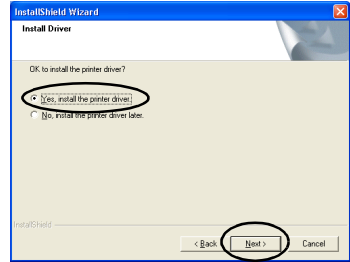 InstallShield Wizard
Install Driver
OK to install the printer driver?
Yes, install the printer driver.
No, install the printer driver later.
InstallShield
< Back Next > Cancel